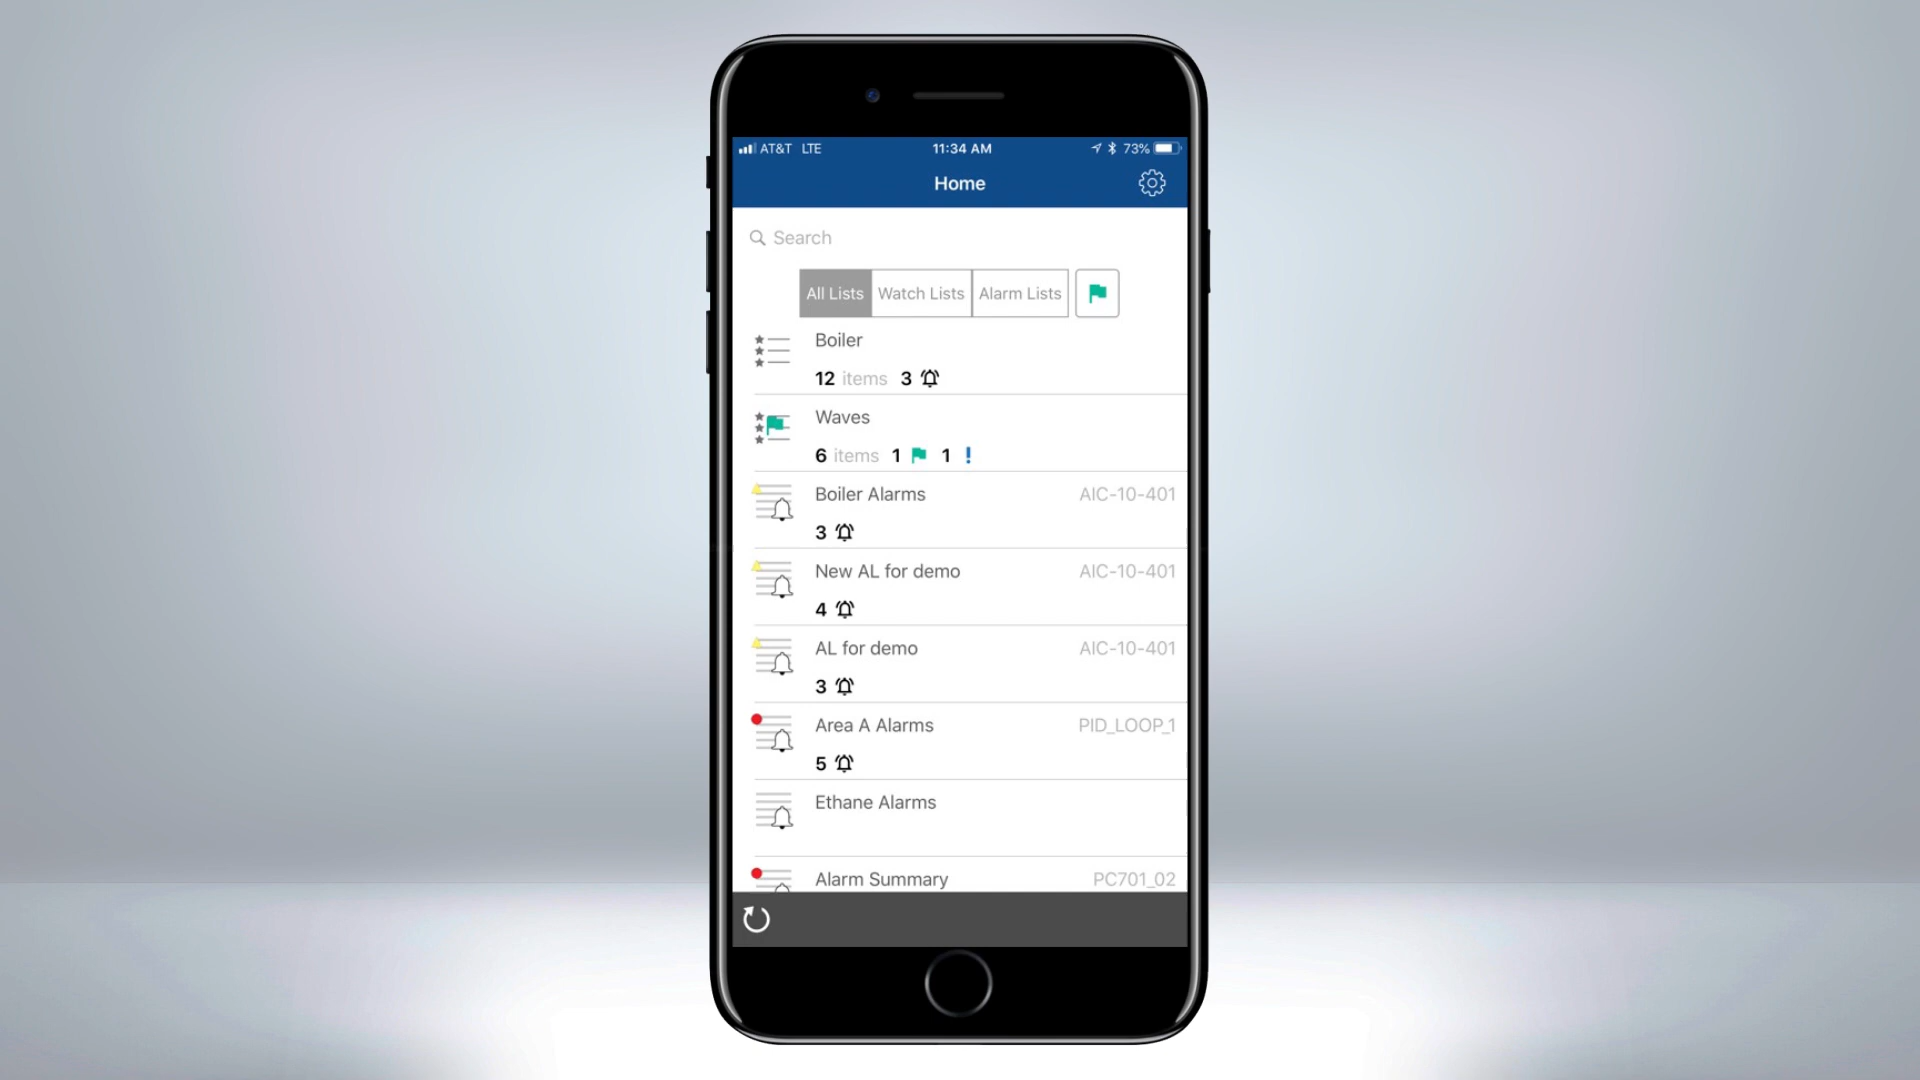 AT&T LTE 11:34 AM 73%
Home
Search
All Lists Watch Lists Alarm Lists
Boiler
12 items 3
Waves
6 items 1 1 !
Boiler Alarms AIC-10-401
3
New AL for demo AIC-10-401
4
AL for demo AIC-10-401
3
Area A Alarms PID_LOOP_1
5
Ethane Alarms
Alarm Summary PC701_02